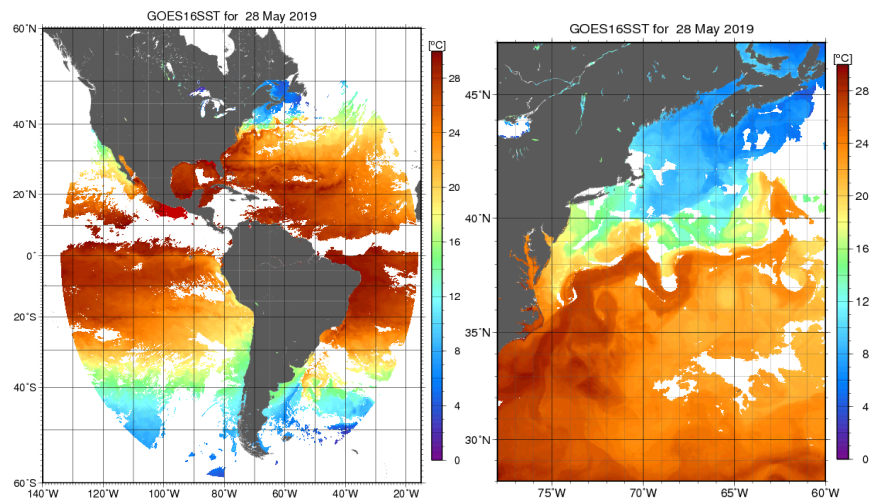 GOES16SST for 28 May 2019
[°C]
60˚N
40˚N
20˚N
0˚
20˚S
40˚S
60˚S
140˚W
120˚W
100˚W
80˚W
60˚W
40˚W
20˚W
28
24
20
16
12
8
4
0
GOES16SST for 28 May 2019
[°C]
45˚N
40˚N
35˚N
30˚N
75˚W
70˚W
65˚W
60˚W
28
24
20
16
12
8
4
0